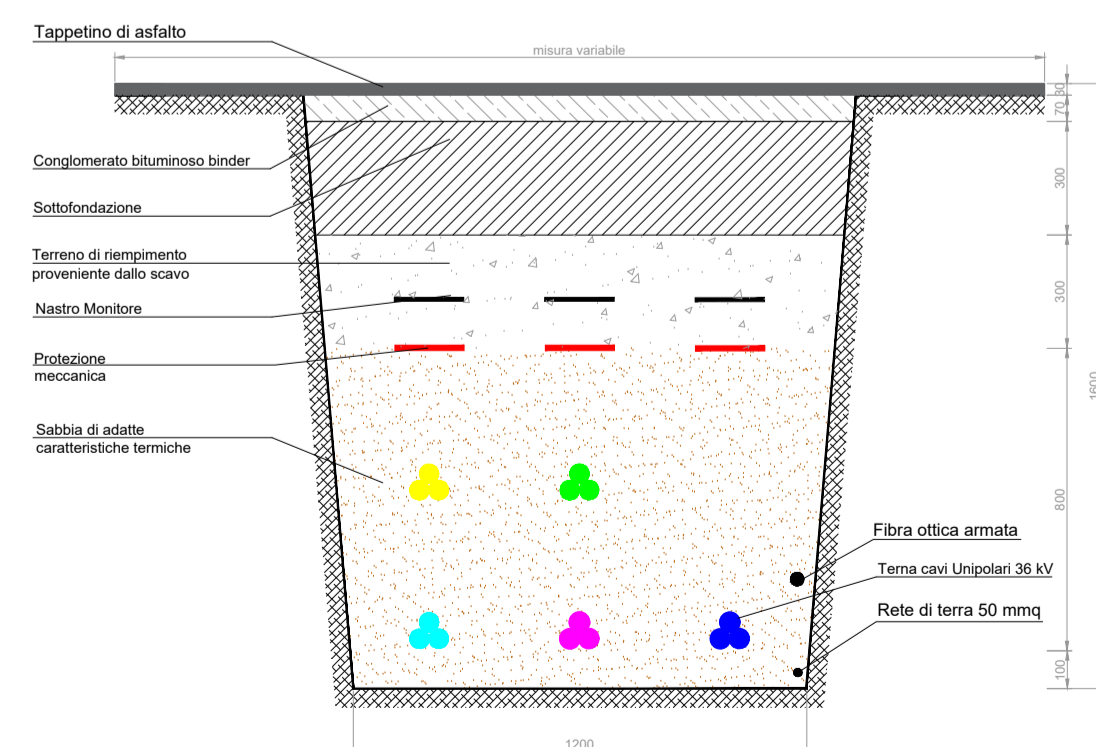 Tappetino di asfalto
misura variabile
30
70
Conglomerato bituminoso binder
300
Sottofondazione
Terreno di riempimento
proveniente dallo scavo
300
Nastro Monitore
Protezione
meccanica
1600
Sabbia di adatte
caratteristiche termiche
800
Fibra ottica armata
Terna cavi Unipolari 36 kV
Rete di terra 50 mmq
100
1200